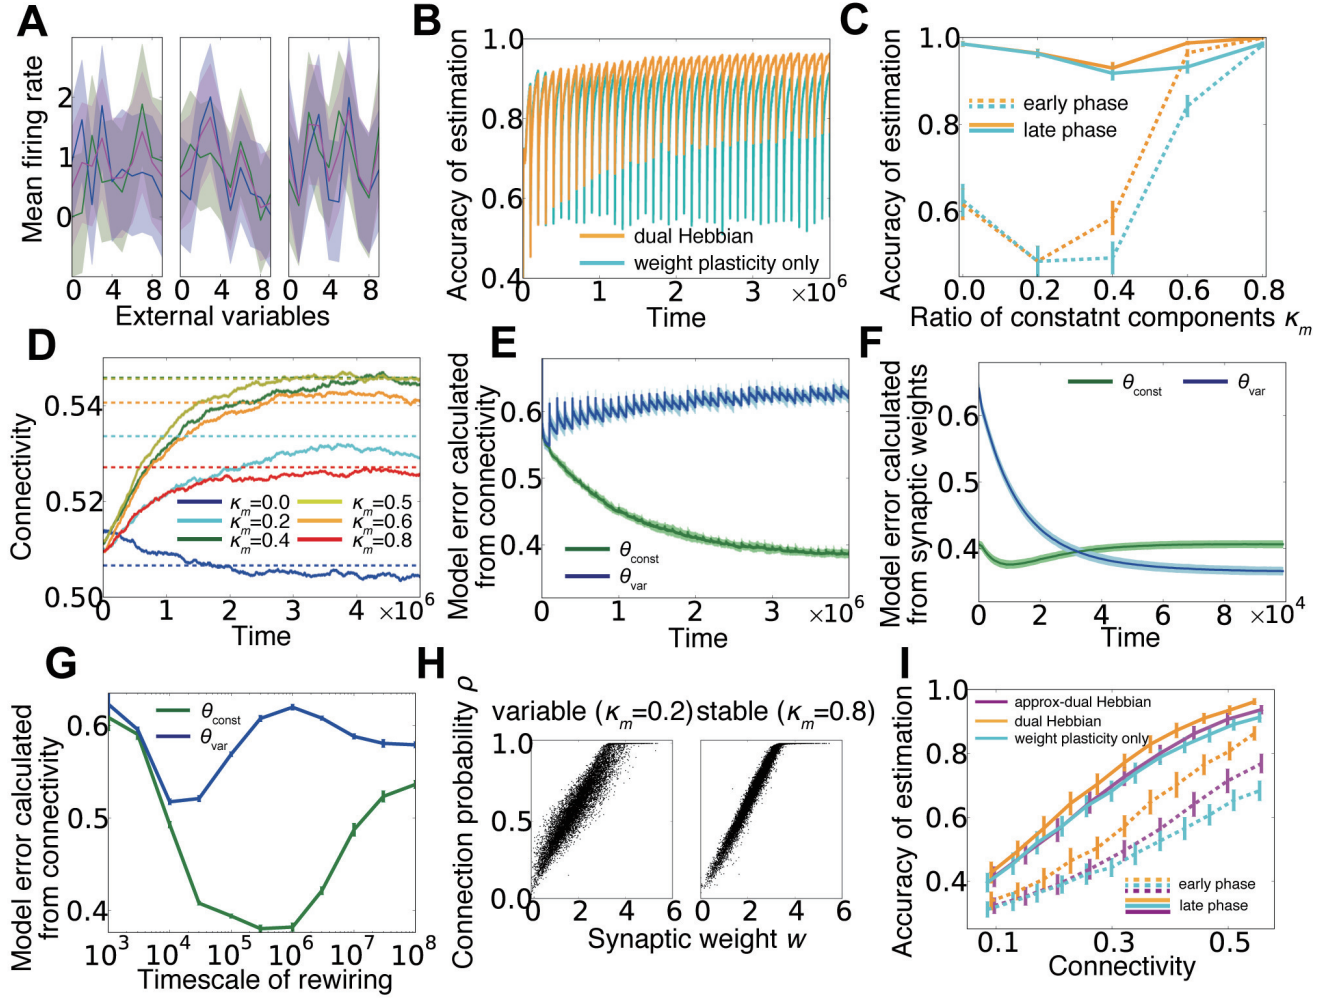 A
Mean firing rate
2
1
0
0 4 8 0 4 8 0 4 8
External variables
B
Accuracy of estimation
1.0
0.8
0.6
0.4
dual Hebbian
weight plasticity only
0 1 2 3 ×10⁶
Time
C
Accuracy of estimation
1.0
0.8
0.6
early phase
late phase
0.0 0.2 0.4 0.6 0.8
Ratio of constatnt components κm
D
Connectivity
0.54
0.52
0.50
κm=0.0 κm=0.5
κm=0.2 κm=0.6
κm=0.4 κm=0.8
0 1 2 3 ×10⁶
Time
E
Model error calculated
from connectivity
0.6
0.5
0.4
θconst
θvar
0 1 2 3 ×10⁶
Time
F
Model error calculated
from synaptic weights
θconst θvar
0.6
0.5
0.4
0 2 4 6 8 ×10⁴
Time
G
Model error calculated
from connectivity
0.6
0.5
0.4
θconst
θvar
10³ 10⁴ 10⁵ 10⁶ 10⁷ 10⁸
Timescale of rewiring
H
Connection probability ρ
variable (κm=0.2) stable (κm=0.8)
1.0
0.5
0.0
0 2 4 6 0 2 4 6
Synaptic weight w
I
Accuracy of estimation
1.0
0.8
0.6
0.4
approx-dual Hebbian
dual Hebbian
weight plasticity only
early phase
late phase
0.1 0.3 0.5
Connectivity